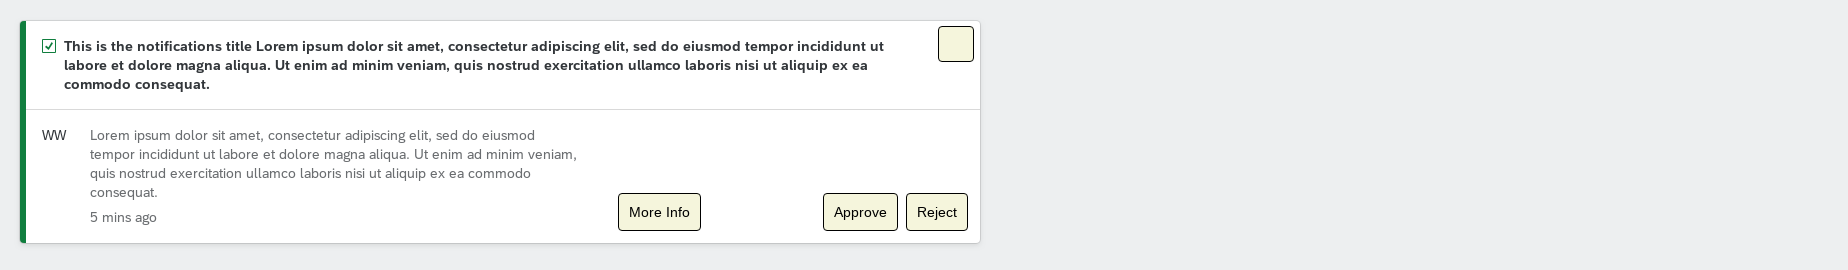 This is the notifications title Lorem ipsum dolor sit amet, consectetur adipiscing elit, sed do eiusmod tempor incididunt ut
labore et dolore magna aliqua. Ut enim ad minim veniam, quis nostrud exercitation ullamco laboris nisi ut aliquip ex ea
commodo consequat.
WW
Lorem ipsum dolor sit amet, consectetur adipiscing elit, sed do eiusmod
tempor incididunt ut labore et dolore magna aliqua. Ut enim ad minim veniam,
quis nostrud exercitation ullamco laboris nisi ut aliquip ex ea commodo
consequat.
5 mins ago
More Info
Approve
Reject